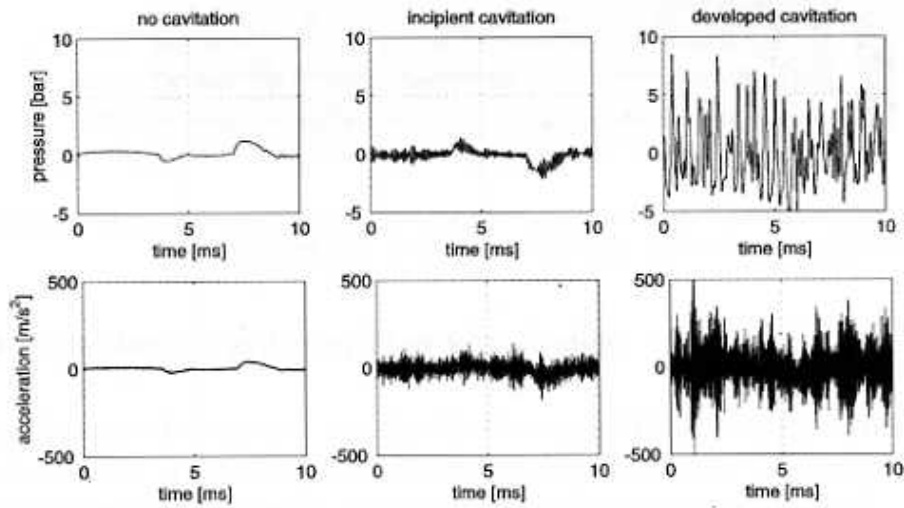 no cavitation
incipient cavitation
developed cavitation
10
5
0
-5
pressure [bar]
0 5 10
time [ms]
10
5
0
-5
0 5 10
time [ms]
10
5
0
-5
0 5 10
time [ms]
500
0
-500
acceleration [m/s²]
0 5 10
time [ms]
500
0
-500
0 5 10
time [ms]
500
0
-500
0 5 10
time [ms]